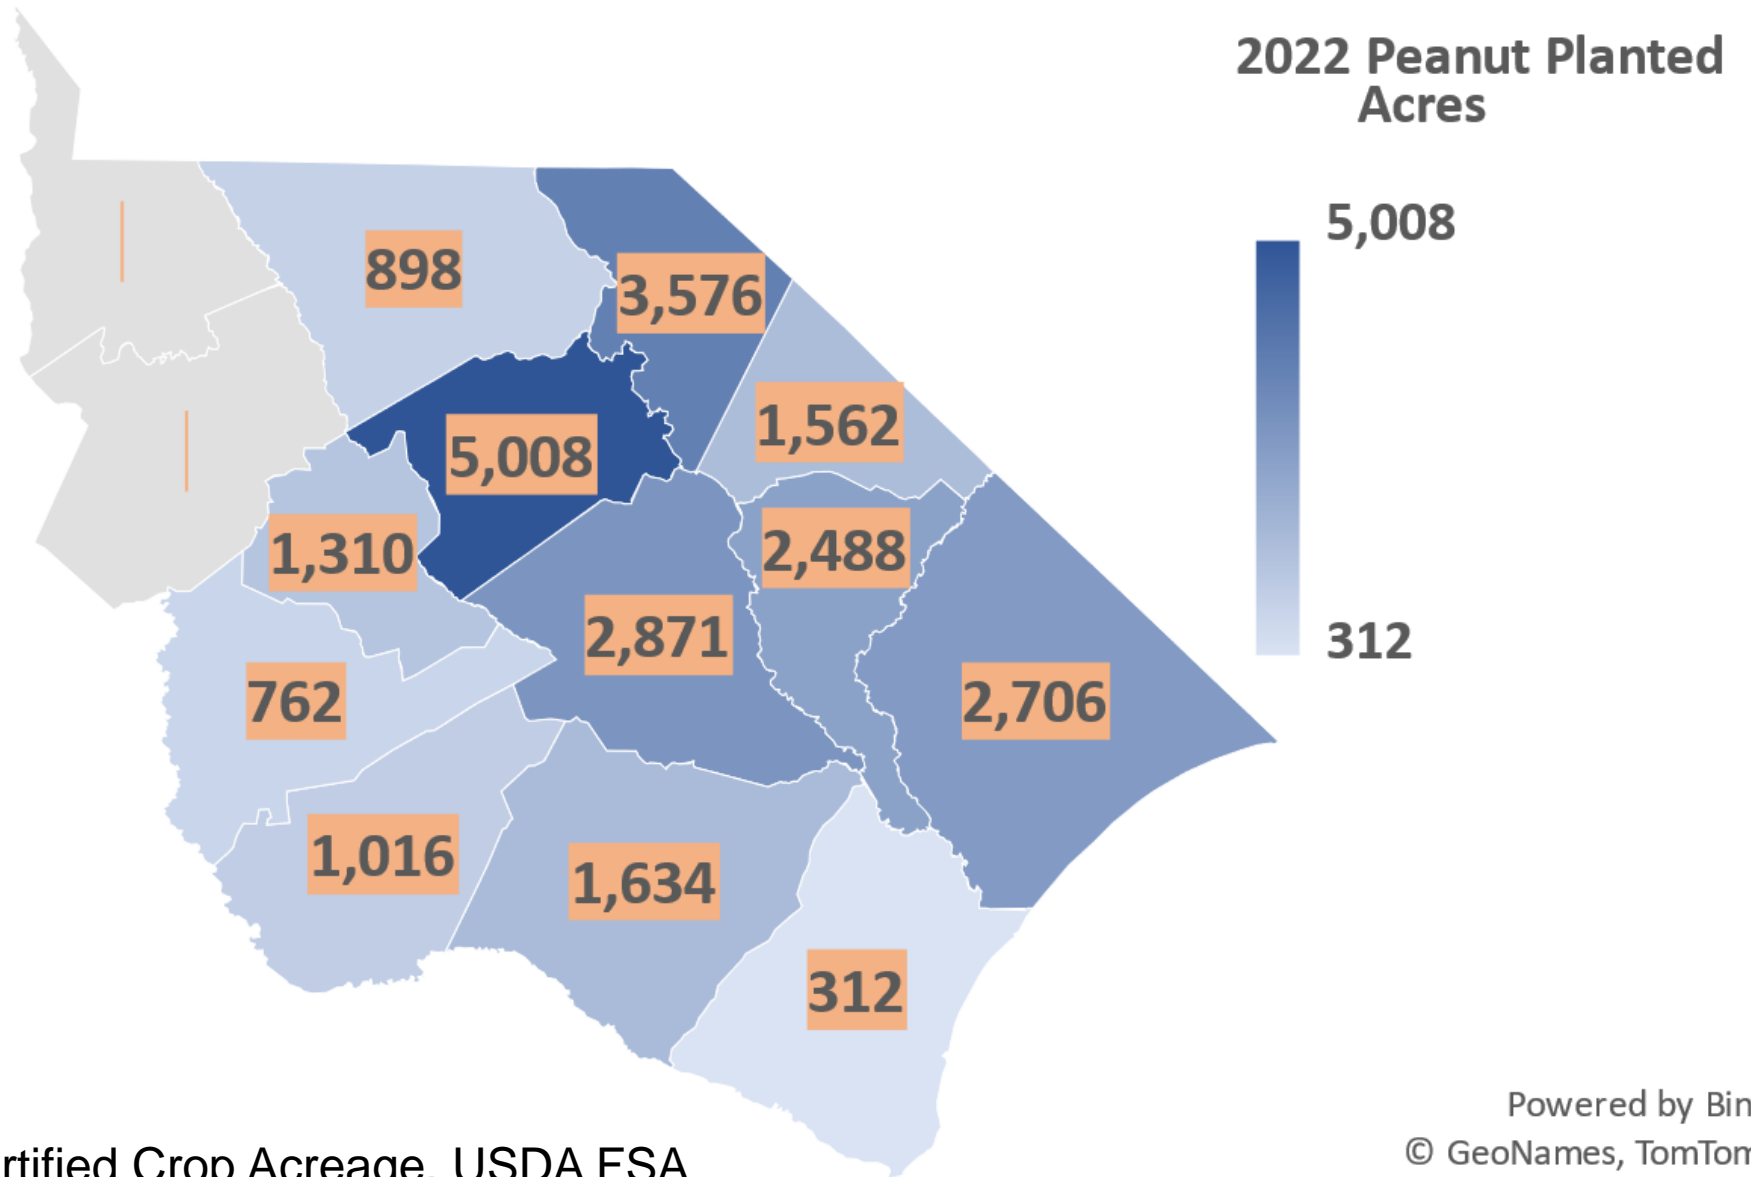 2022 Peanut Planted
Acres
5,008
312
898
3,576
1,562
5,008
1,310
2,488
2,871
762
2,706
1,016
1,634
312
Powered by Bin
© GeoNames, TomTom
rtified Crop Acreage, USDA FSA